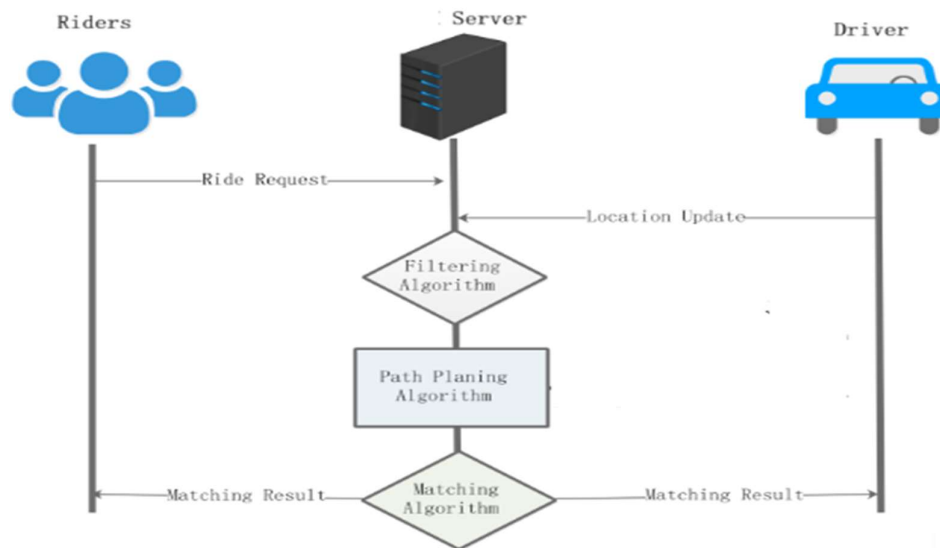 Riders
Server
Driver
Ride Request
Location Update
Filtering
Algorithm
Path Planing
Algorithm
Matching Result
Matching
Algorithm
Matching Result